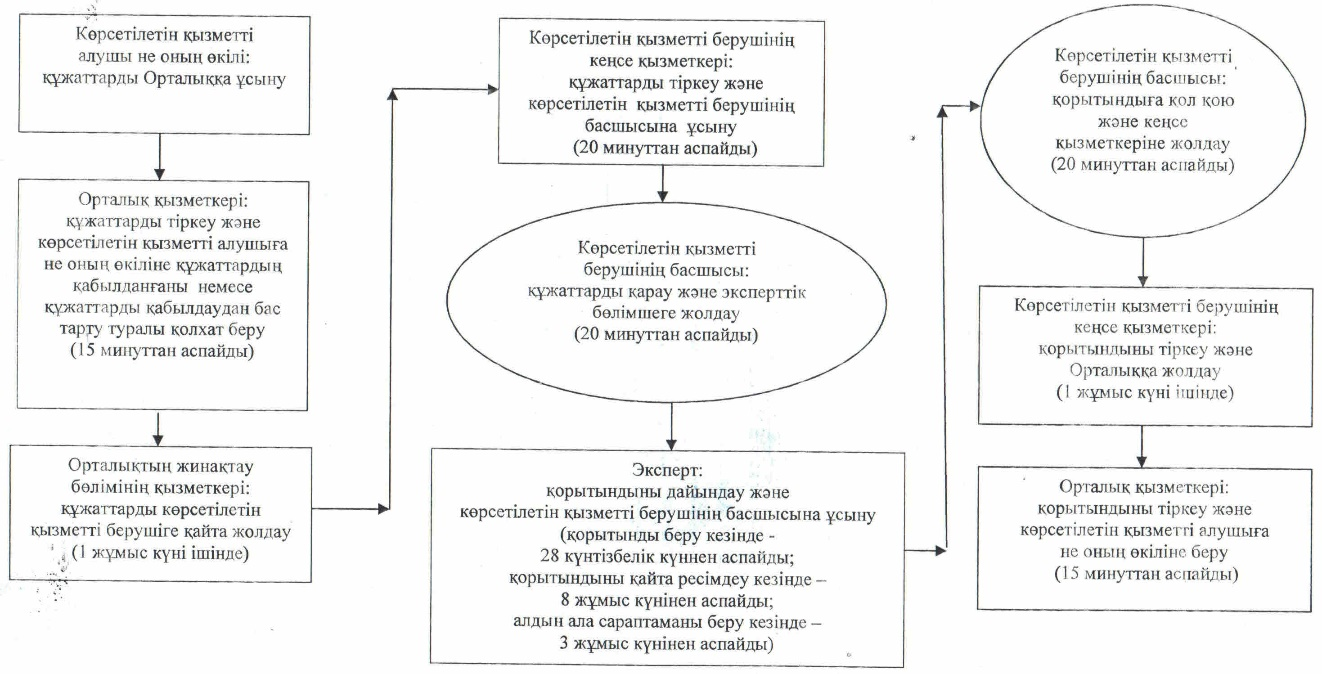 Көрсетілетін қызметті
алушы не оның өкілі:
құжаттарды Орталыққа ұсыну
Орталық қызметкері:
құжаттарды тіркеу және
көрсетілетін қызметті алушыға
не оның өкіліне құжаттардың
қабылданғаны немесе
құжаттарды қабылдаудан бас
тарту туралы қолхат беру
(15 минуттан аспайды)
Орталықтың жинақтау
бөлімінің қызметкері:
құжаттарды көрсетілетін
қызметті берушіге қайта жолдау
(1 жұмыс күні ішінде)
Көрсетілетін қызметті берушінің
кеңсе қызметкері:
құжаттарды тіркеу және
көрсетілетін қызметті берушінің
басшысына ұсыну
(20 минуттан аспайды)
Көрсетілетін қызметті
берушінің басшысы:
құжаттарды қарау және эксперттік
бөлімшеге жолдау
(20 минуттан аспайды)
Эксперт:
қорытындыны дайындау және
көрсетілетін қызметті берушінің басшысына ұсыну
(қорытынды беру кезінде -
28 күнтізбелік күннен аспайды;
қорытындыны қайта ресімдеу кезінде –
8 жұмыс күнінен аспайды;
алдын ала сараптаманы беру кезінде –
3 жұмыс күнінен аспайды)
Көрсетілетін қызметті
берушінің басшысы:
қорытындыға қол қою
және кеңсе
қызметкеріне жолдау
(20 минуттан аспайды)
Көрсетілетін қызметті берушінің
кеңсе қызметкері:
қорытындыны тіркеу және
Орталыққа жолдау
(1 жұмыс күні ішінде)
Орталық қызметкері:
қорытындыны тіркеу және
көрсетілетін қызметті алушыға
не оның өкіліне беру
(15 минуттан аспайды)